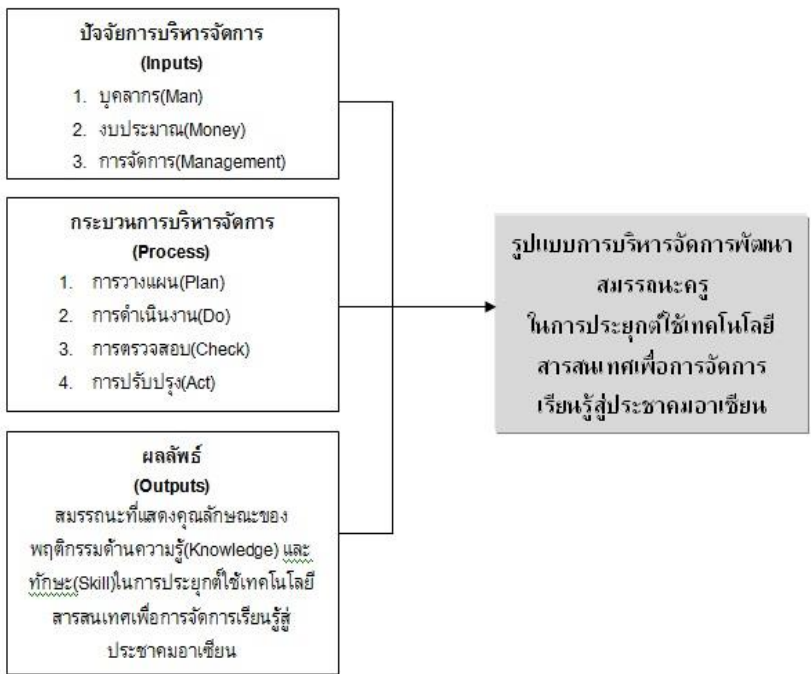 ปัจจัยการบริหารจัดการ
(Inputs)
1. บุคลากร(Man)
2. งบประมาณ(Money)
3. การจัดการ(Management)
กระบวนการบริหารจัดการ
(Process)
1. การวางแผน(Plan)
2. การดำเนินงาน(Do)
3. การตรวจสอบ(Check)
4. การปรับปรุง(Act)
ผลลัพธ์
(Outputs)
สมรรถนะที่แสดงคุณลักษณะของ
พฤติกรรมด้านความรู้(Knowledge) และ
ทักษะ(Skill)ในการประยุกต์ใช้เทคโนโลยี
สารสนเทศเพื่อการจัดการเรียนรู้สู่
ประชาคมอาเซียน
รูปแบบการบริหารจัดการพัฒนา
สมรรถนะครู
ในการประยุกต์ใช้เทคโนโลยี
สารสนเทศเพื่อการจัดการ
เรียนรู้สู่ประชาคมอาเซียน